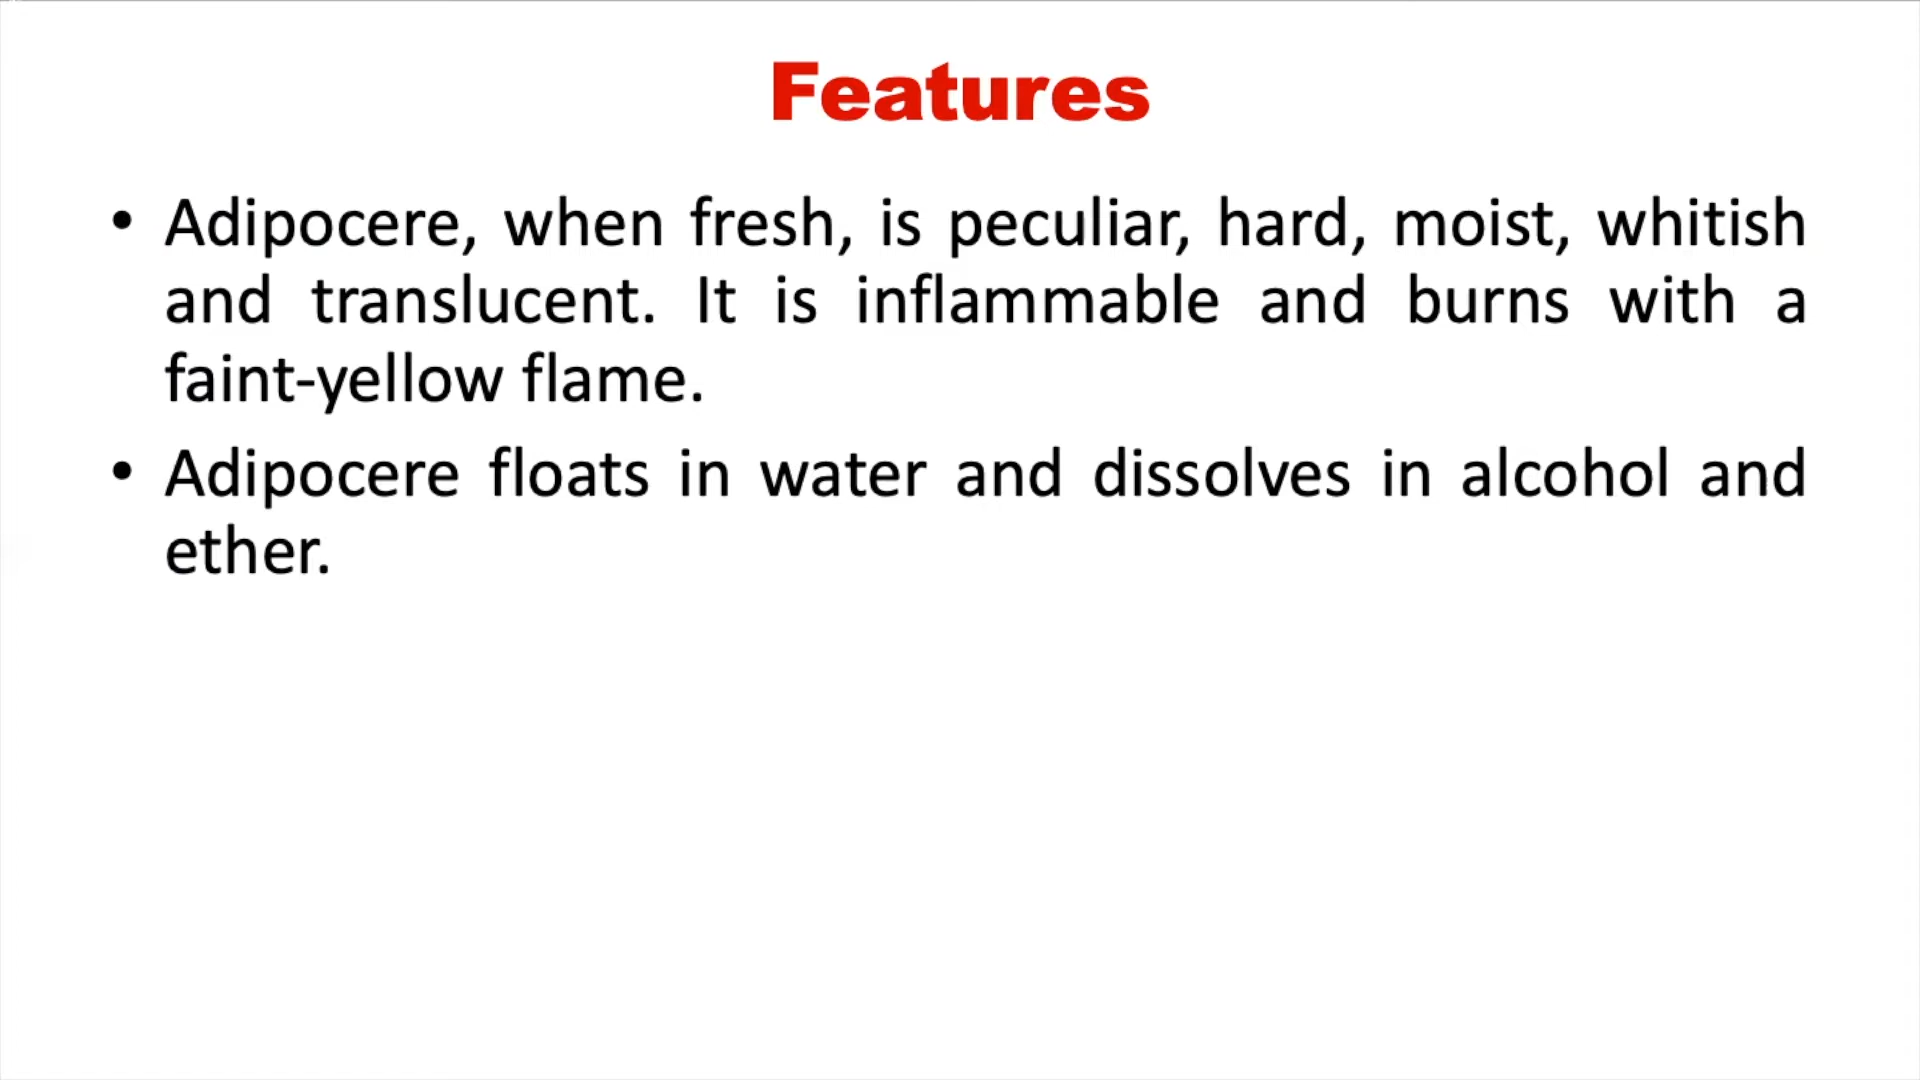 Features
• Adipocere, when fresh, is peculiar, hard, moist, whitish
and translucent. It is inflammable and burns with a
faint-yellow flame.
• Adipocere floats in water and dissolves in alcohol and
ether.